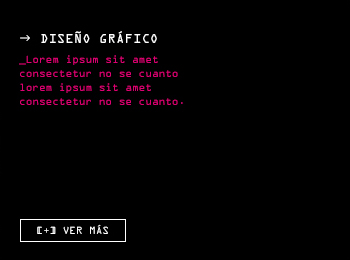 → DISEÑO GRÁFICO
_Lorem ipsum sit amet
consectetur no se cuanto
lorem ipsum sit amet
consectetur no se cuanto.
[+] VER MÁS